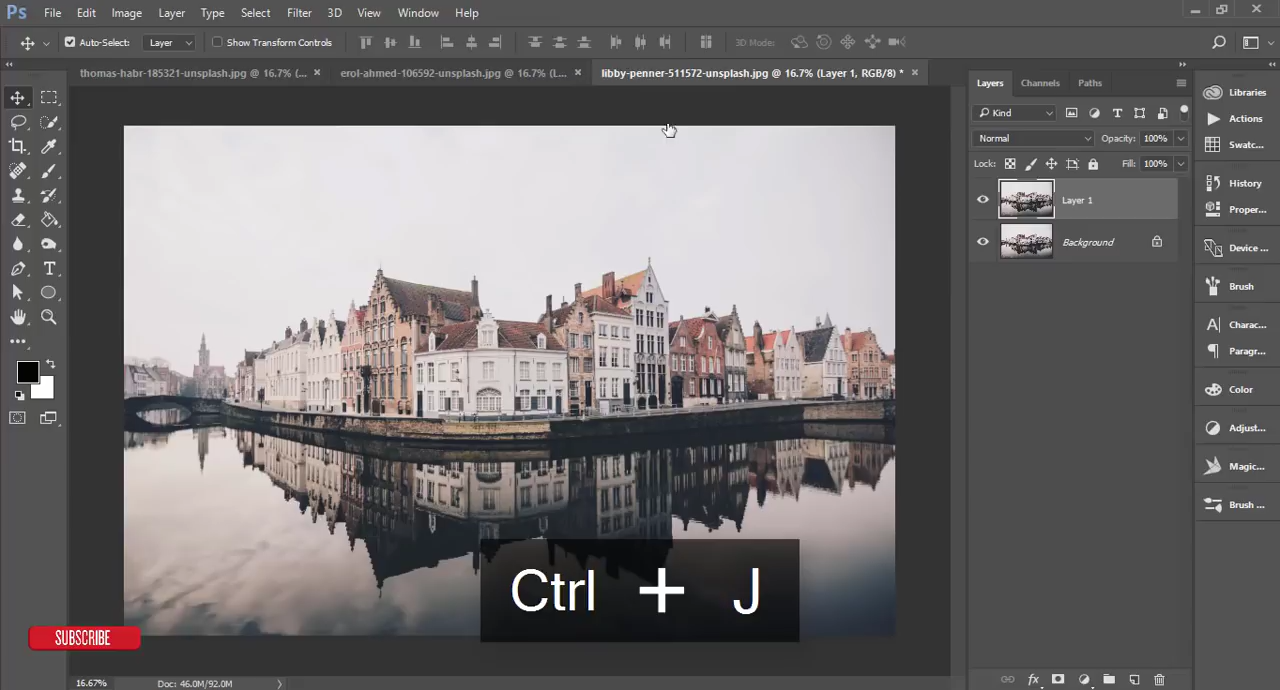 Ps File Edit Image Layer Type Select Filter 3D View Window Help
Auto-Select: Layer Show Transform Controls 3D Mode:
thomas-habr-185321-unsplash.jpg @ 16.7% (... × erol-ahmed-106592-unsplash.jpg @ 16.7% (L... × libby-penner-511572-unsplash.jpg @ 16.7% (Layer 1, RGB/8) * ×
Layers Channels Paths
Kind
Normal Opacity: 100%
Lock: Fill: 100%
Layer 1
Background
Libraries
Actions
Swatc...
History
Proper...
Device ...
Brush
Charac...
Paragr...
Color
Adjust...
Magic...
Brush ...
Ctrl + J
SUBSCRIBE
16.67% Doc: 46.0M/92.0M
fx